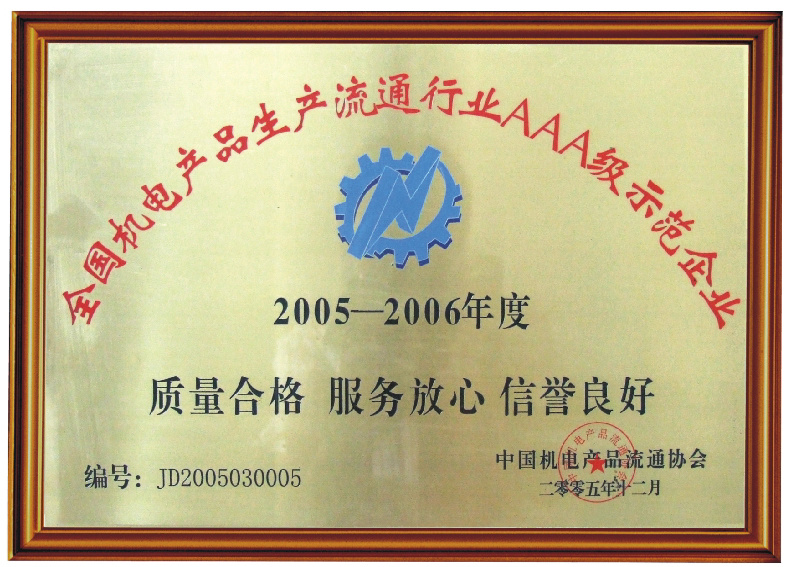 全国机电产品生产流通行业AAA级示范企业
2005—2006年度
质量合格 服务放心 信誉良好
编号：JD2005030005
中国机电产品流通协会
二零零五年十二月